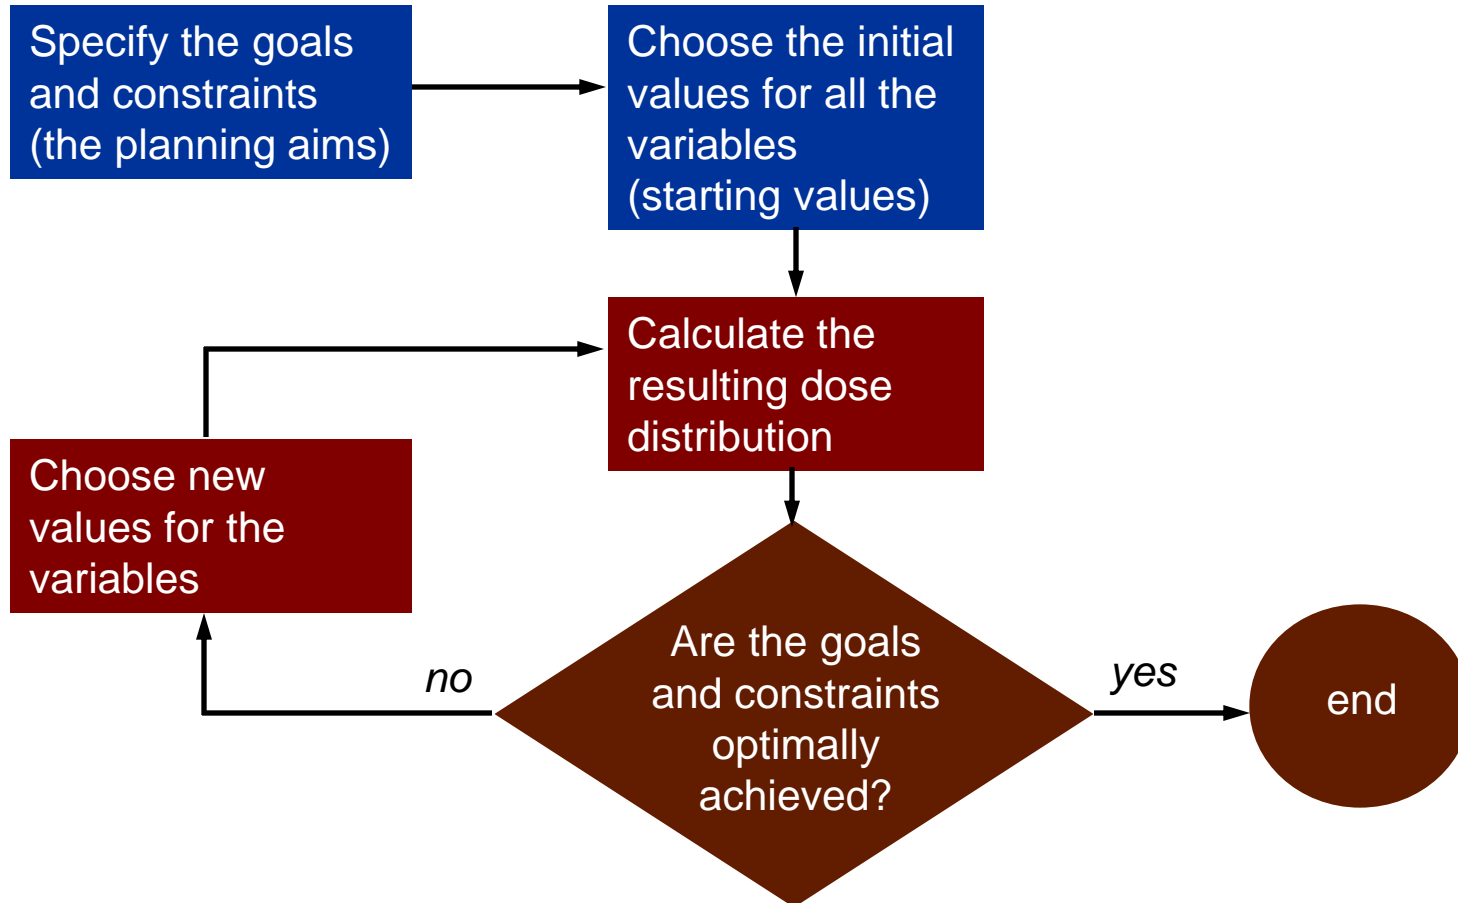 Specify the goals
and constraints
(the planning aims)
Choose the initial
values for all the
variables
(starting values)
Calculate the
resulting dose
distribution
Choose new
values for the
variables
Are the goals
and constraints
optimally
achieved?
no
yes
end